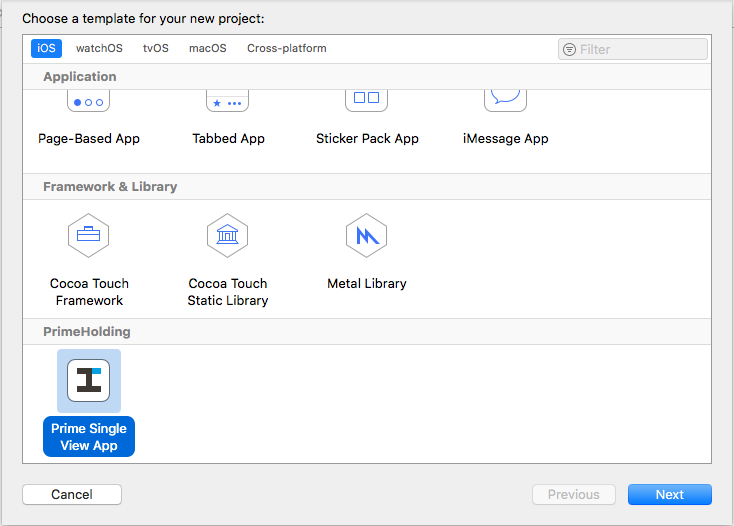 Choose a template for your new project:
iOS watchOS tvOS macOS Cross-platform Filter
Application
Page-Based App Tabbed App Sticker Pack App iMessage App
Framework & Library
Cocoa Touch Framework
Cocoa Touch Static Library
Metal Library
PrimeHolding
Prime Single
View App
Cancel Previous Next